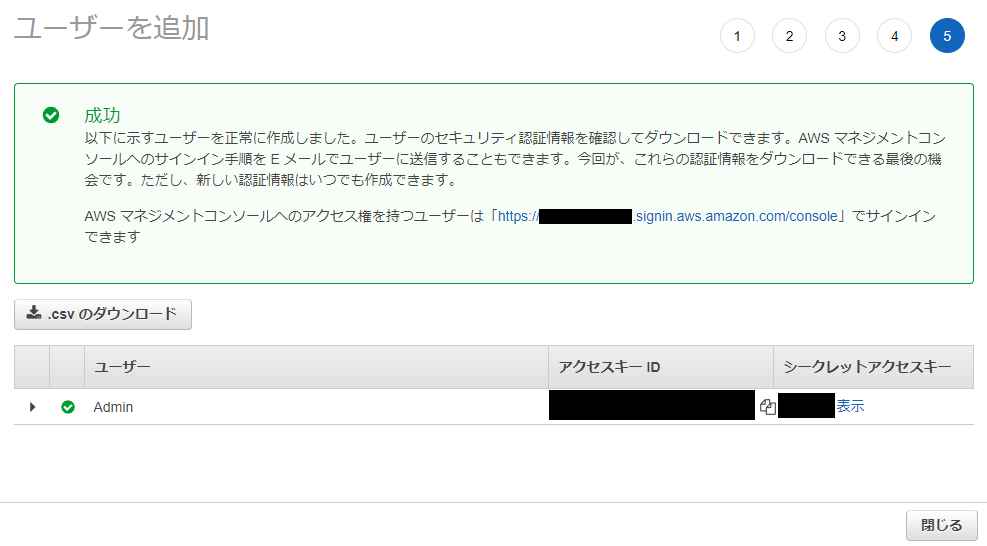 ユーザーを追加
1 2 3 4 5
成功
以下に示すユーザーを正常に作成しました。ユーザーのセキュリティ認証情報を確認してダウンロードできます。AWS マネジメントコン
ソールへのサインイン手順を E メールでユーザーに送信することもできます。今回が、これらの認証情報をダウンロードできる最後の機
会です。ただし、新しい認証情報はいつでも作成できます。
AWS マネジメントコンソールへのアクセス権を持つユーザーは「https://.signin.aws.amazon.com/console」でサインイン
できます
.csv のダウンロード
ユーザー アクセスキー ID シークレットアクセスキー
Admin 表示
閉じる